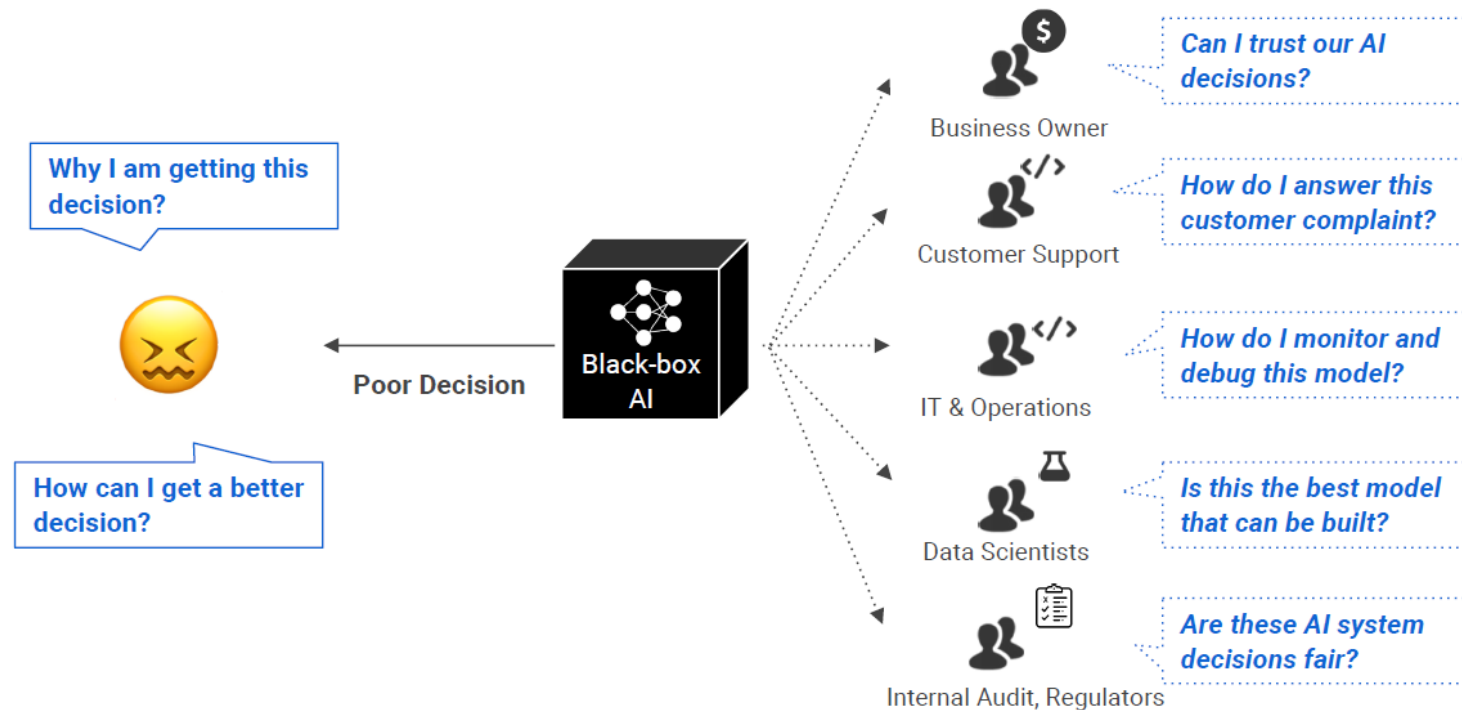 Why I am getting this
decision?
How can I get a better
decision?
Poor Decision
Black-box
AI
$
Business Owner
Can I trust our AI
decisions?
</>
Customer Support
How do I answer this
customer complaint?
</>
IT & Operations
How do I monitor and
debug this model?
Data Scientists
Is this the best model
that can be built?
Internal Audit, Regulators
Are these AI system
decisions fair?